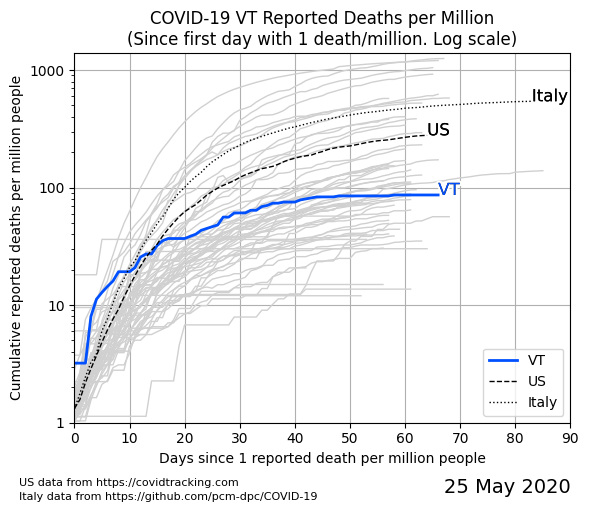 COVID-19 VT Reported Deaths per Million
(Since first day with 1 death/million. Log scale)
Cumulative reported deaths per million people
1000
100
10
1
Italy
US
VT
VT
US
Italy
0 10 20 30 40 50 60 70 80 90
Days since 1 reported death per million people
US data from https://covidtracking.com
Italy data from https://github.com/pcm-dpc/COVID-19
25 May 2020